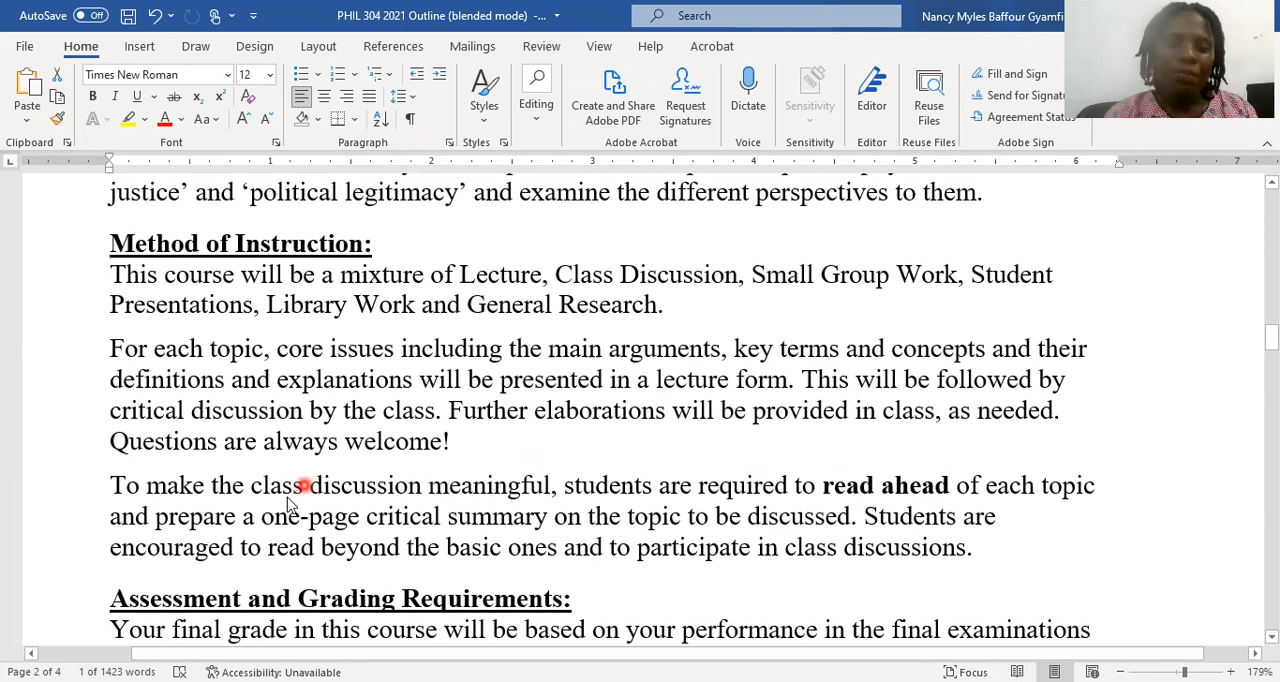 AutoSave Off PHIL 304 2021 Outline (blended mode) -... Search Nancy Myles Baffour Gyamfi
File Home Insert Draw Design Layout References Mailings Review View Help Acrobat
Times New Roman 12
Paste Styles Editing Create and Share Adobe PDF Request Signatures Dictate Sensitivity Editor Reuse Files
Fill and Sign
Send for Signatu
Agreement Status
Clipboard Font Paragraph Styles Adobe Acrobat Voice Sensitivity Editor Reuse Files Adobe Sign
1 2 3 4 5 6 7
justice’ and ‘political legitimacy’ and examine the different perspectives to them.
Method of Instruction:
This course will be a mixture of Lecture, Class Discussion, Small Group Work, Student
Presentations, Library Work and General Research.
For each topic, core issues including the main arguments, key terms and concepts and their
definitions and explanations will be presented in a lecture form. This will be followed by
critical discussion by the class. Further elaborations will be provided in class, as needed.
Questions are always welcome!
To make the class discussion meaningful, students are required to read ahead of each topic
and prepare a one-page critical summary on the topic to be discussed. Students are
encouraged to read beyond the basic ones and to participate in class discussions.
Assessment and Grading Requirements:
Your final grade in this course will be based on your performance in the final examinations
Page 2 of 4 1 of 1423 words Accessibility: Unavailable Focus 179%